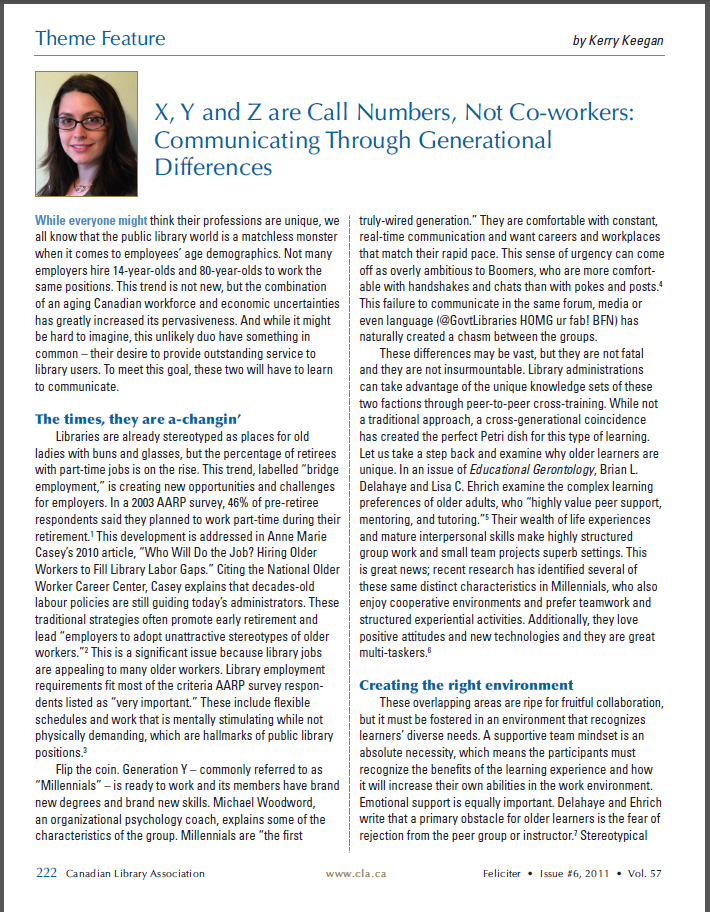 Theme Feature
by Kerry Keegan
X, Y and Z are Call Numbers, Not Co-workers:
Communicating Through Generational
Differences
While everyone might think their professions are unique, we
all know that the public library world is a matchless monster
when it comes to employees' age demographics. Not many
employers hire 14-year-olds and 80-year-olds to work the
same positions. This trend is not new, but the combination
of an aging Canadian workforce and economic uncertainties
has greatly increased its pervasiveness. And while it might
be hard to imagine, this unlikely duo have something in
common – their desire to provide outstanding service to
library users. To meet this goal, these two will have to learn
to communicate.
The times, they are a-changin'
Libraries are already stereotyped as places for old
ladies with buns and glasses, but the percentage of retirees
with part-time jobs is on the rise. This trend, labelled "bridge
employment," is creating new opportunities and challenges
for employers. In a 2003 AARP survey, 46% of pre-retiree
respondents said they planned to work part-time during their
retirement.¹ This development is addressed in Anne Marie
Casey's 2010 article, "Who Will Do the Job? Hiring Older
Workers to Fill Library Labor Gaps." Citing the National Older
Worker Career Center, Casey explains that decades-old
labour policies are still guiding today's administrators. These
traditional strategies often promote early retirement and
lead "employers to adopt unattractive stereotypes of older
workers."² This is a significant issue because library jobs
are appealing to many older workers. Library employment
requirements fit most of the criteria AARP survey respon-
dents listed as "very important." These include flexible
schedules and work that is mentally stimulating while not
physically demanding, which are hallmarks of public library
positions.³
Flip the coin. Generation Y – commonly referred to as
"Millennials" – is ready to work and its members have brand
new degrees and brand new skills. Michael Woodword,
an organizational psychology coach, explains some of the
characteristics of the group. Millennials are "the first
truly-wired generation." They are comfortable with constant,
real-time communication and want careers and workplaces
that match their rapid pace. This sense of urgency can come
off as overly ambitious to Boomers, who are more comfort-
able with handshakes and chats than with pokes and posts.⁴
This failure to communicate in the same forum, media or
even language (@GovtLibraries HOMG ur fab! BFN) has
naturally created a chasm between the groups.
These differences may be vast, but they are not fatal
and they are not insurmountable. Library administrations
can take advantage of the unique knowledge sets of these
two factions through peer-to-peer cross-training. While not
a traditional approach, a cross-generational coincidence
has created the perfect Petri dish for this type of learning.
Let us take a step back and examine why older learners are
unique. In an issue of Educational Gerontology, Brian L.
Delahaye and Lisa C. Ehrich examine the complex learning
preferences of older adults, who "highly value peer support,
mentoring, and tutoring."⁵ Their wealth of life experiences
and mature interpersonal skills make highly structured
group work and small team projects superb settings. This
is great news; recent research has identified several of
these same distinct characteristics in Millennials, who also
enjoy cooperative environments and prefer teamwork and
structured experiential activities. Additionally, they love
positive attitudes and new technologies and they are great
multi-taskers.⁶
Creating the right environment
These overlapping areas are ripe for fruitful collaboration,
but it must be fostered in an environment that recognizes
learners' diverse needs. A supportive team mindset is an
absolute necessity, which means the participants must
recognize the benefits of the learning experience and how
it will increase their own abilities in the work environment.
Emotional support is equally important. Delahaye and Ehrich
write that a primary obstacle for older learners is the fear of
rejection from the peer group or instructor.⁷ Stereotypical
222 Canadian Library Association
www.cla.ca
Feliciter • Issue #6, 2011 • Vol. 57